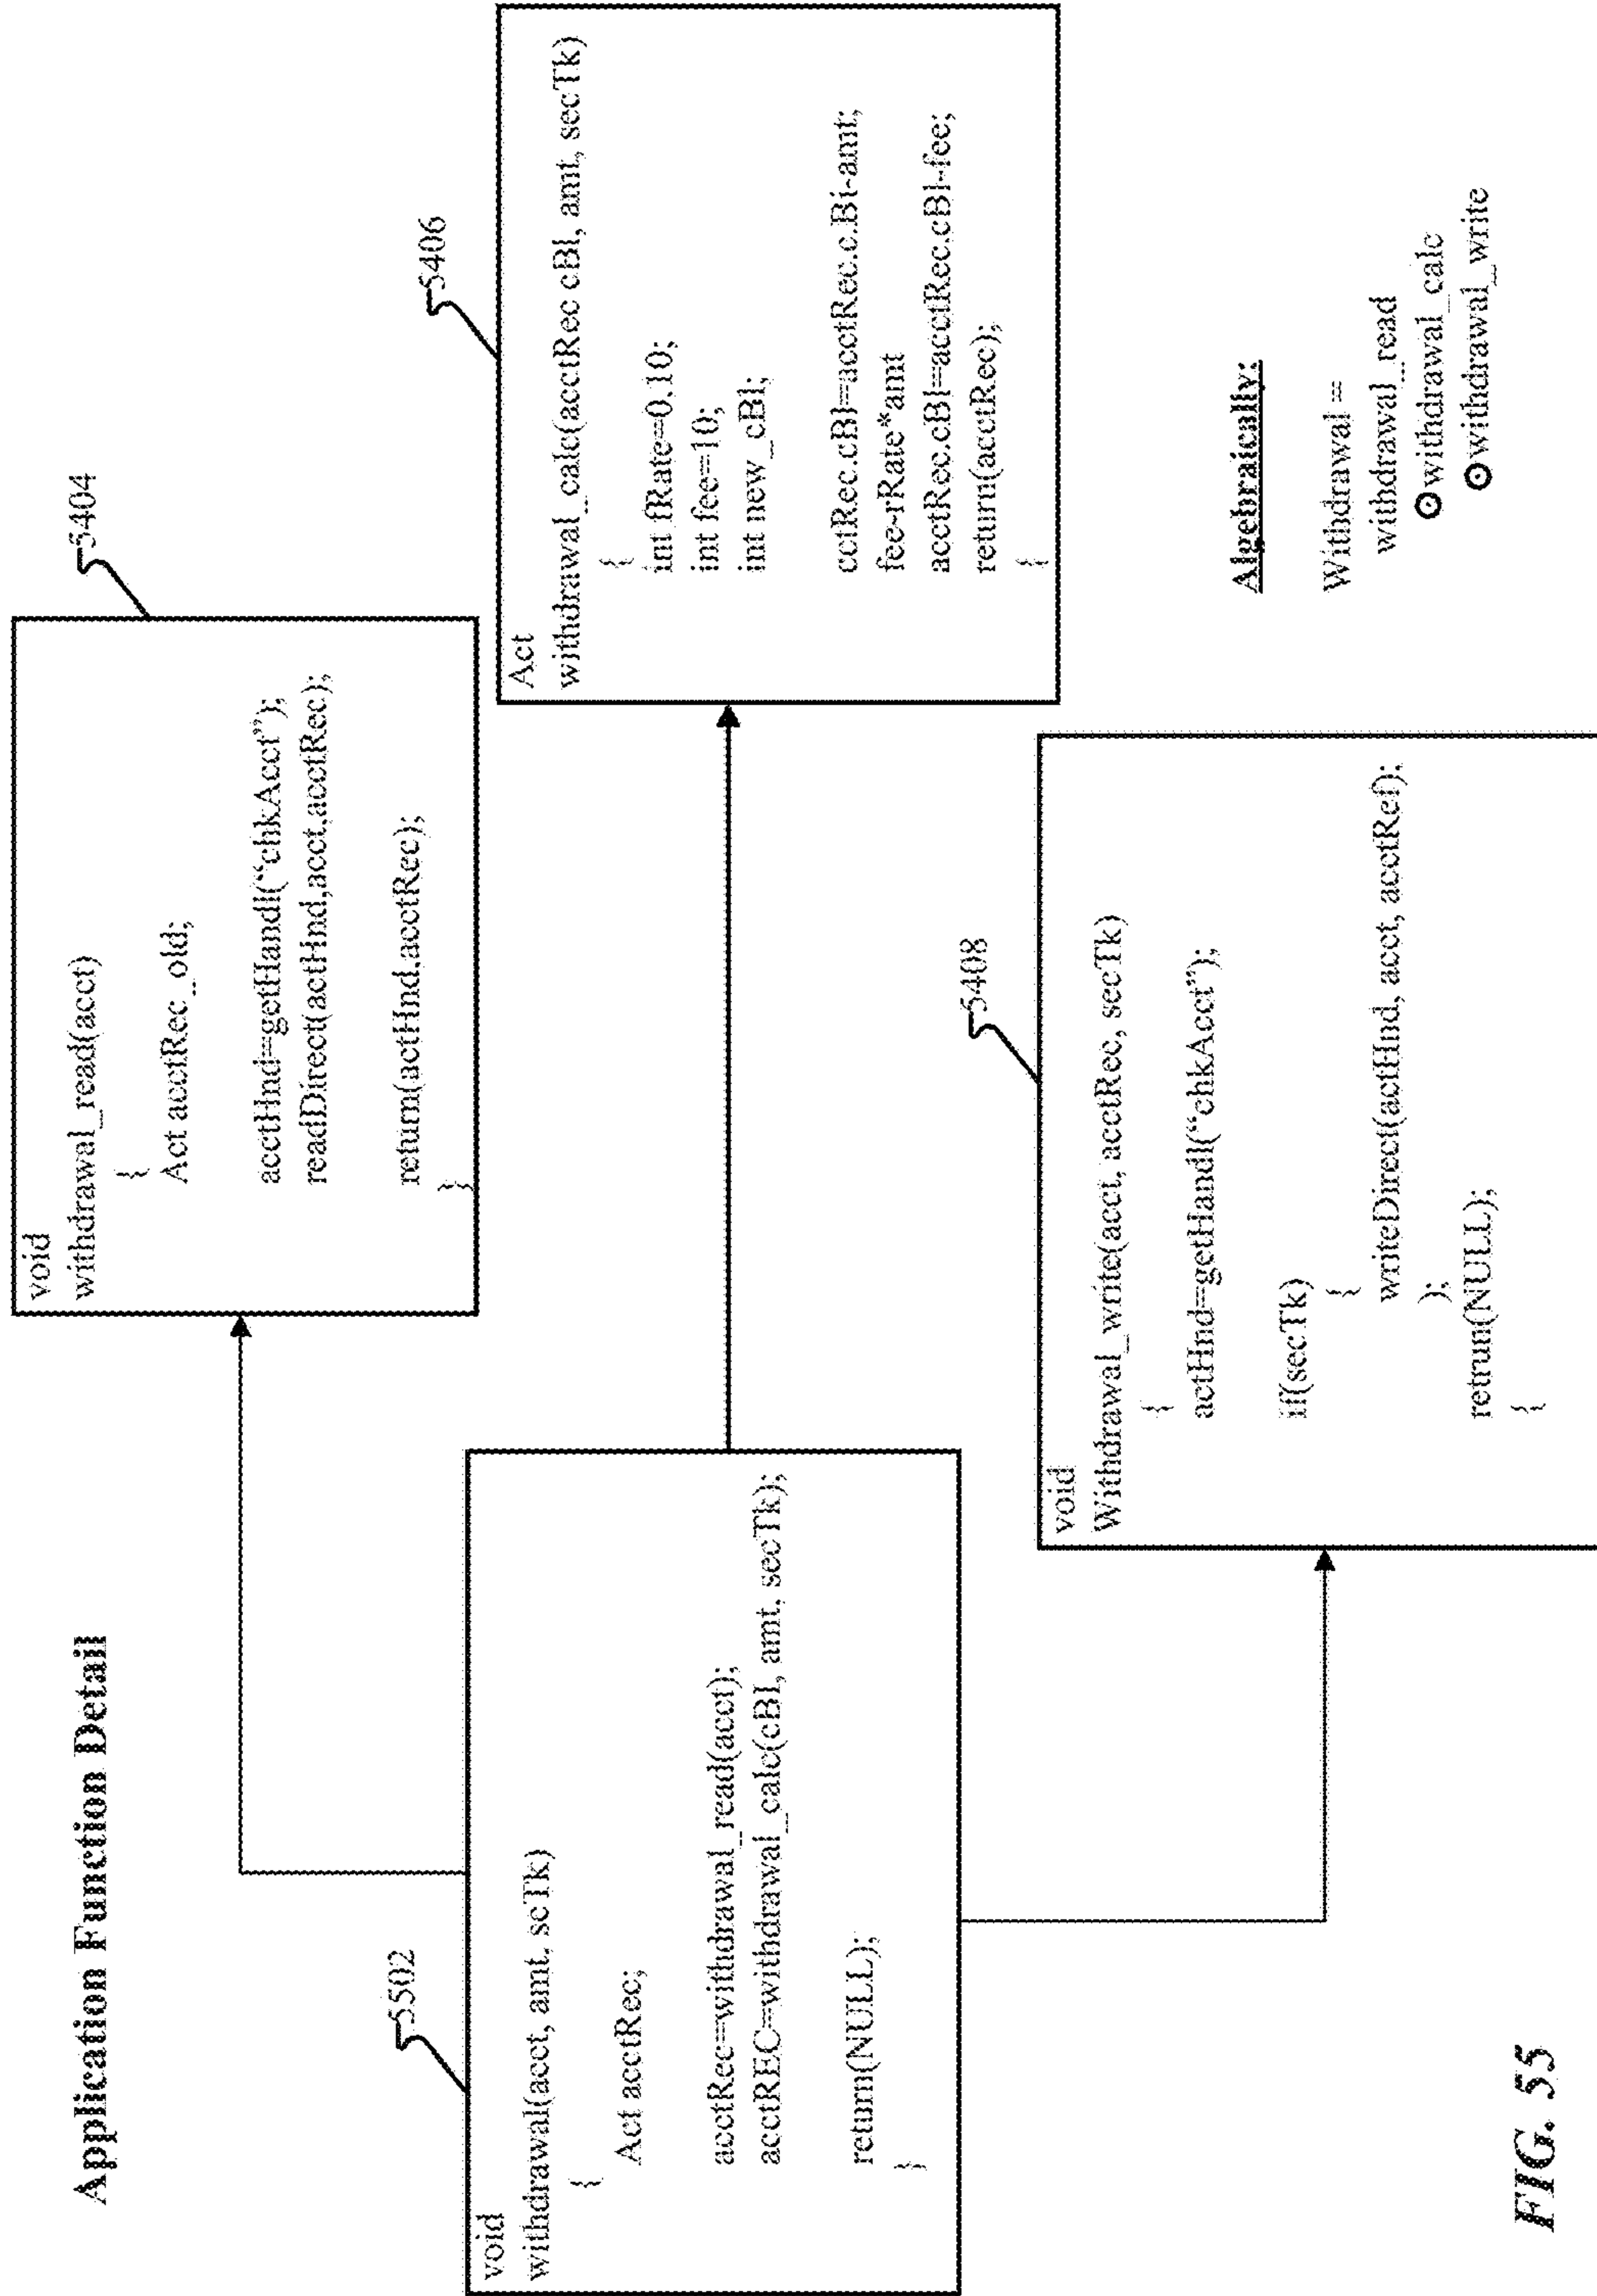 Application Function Detail
5502
void
withdrawal(acct, amt, scTk)
{
Act acctRec;
acctRec=withdrawal_read(acct);
acctREC=withdrawal_calc(cBl, amt, secTk);
return(NULL);
}
5404
void
withdrawal_read(acct)
{
Act acctRec_old;
acctHnd=getHandl(“chkAcct”);
readDirect(actHnd,acct,acctRec);
return(actHnd,acctRec);
}
5406
Act
withdrawal_calc(acctRec cBl, amt, secTk)
{
int fRate=0.10;
int fee=10;
int new_cBl;
cctRec.cBl=acctRec.c.Bi-amt;
fee-rRate*amt
acctRec.cBl=acctRec.cBl-fee;
return(acctRec);
{
5408
void
Withdrawal_write(acct, acctRec, secTk)
{
actHnd=getHandl(“chkAcct”);
if(secTk)
{
writeDirect(actHnd, acct, acctRef);
);
retrun(NULL);
{
Algebraically:
Withdrawal =
withdrawal_read
⊙withdrawal_calc
⊙withdrawal_write
FIG. 55